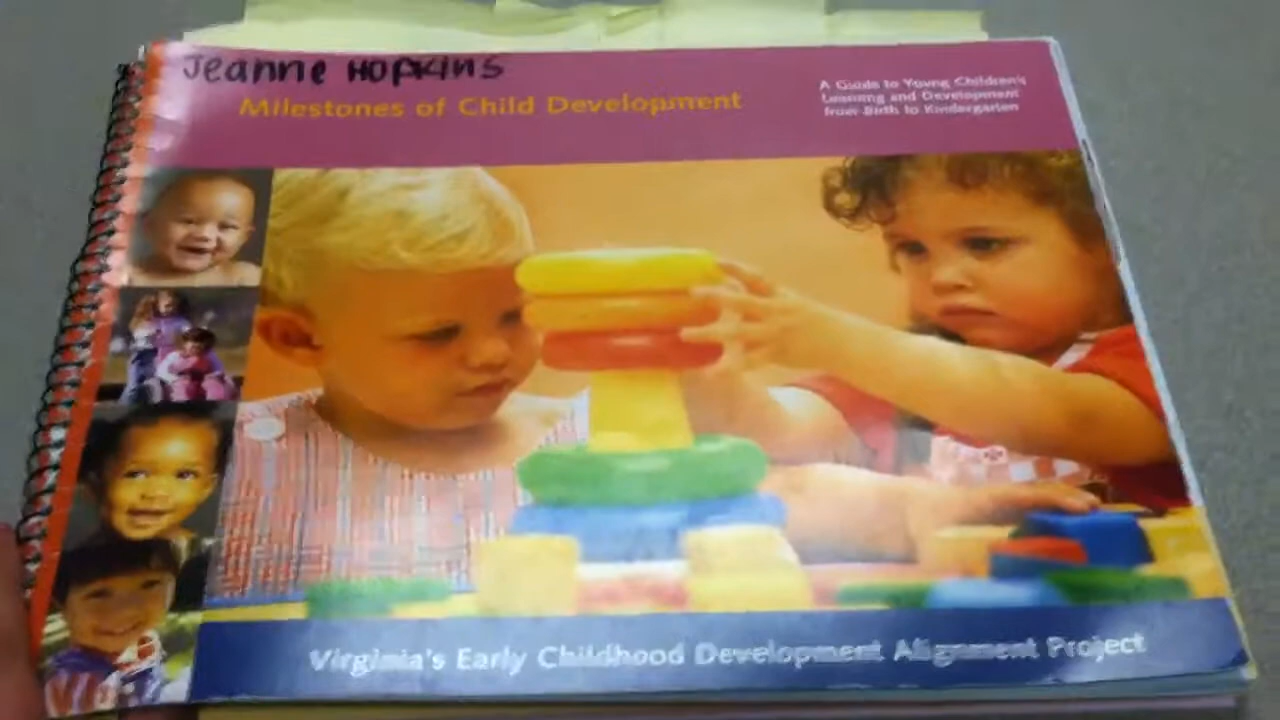 Jeanne HOPKINS
Milestones of Child Development
A Guide to Young Children's
Learning and Development
from Birth to Kindergarten
Virginia's Early Childhood Development Alignment Project